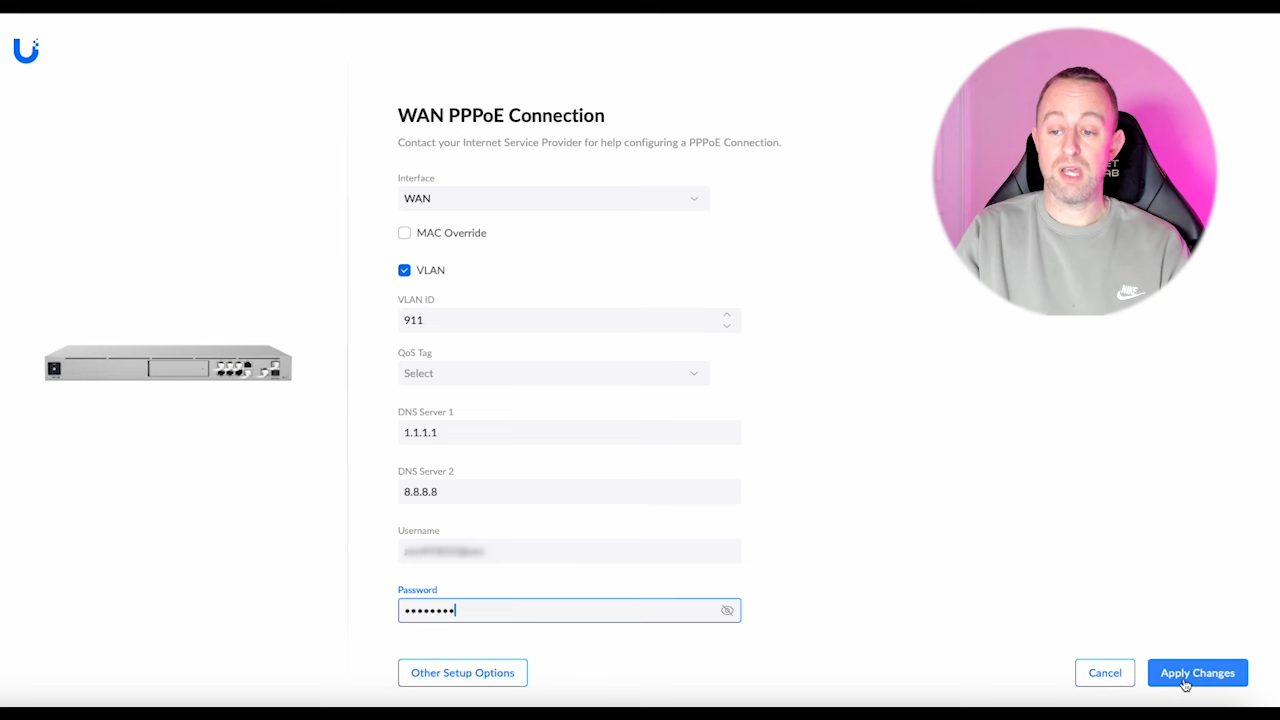 WAN PPPoE Connection
Contact your Internet Service Provider for help configuring a PPPoE Connection.
Interface
WAN
MAC Override
VLAN
VLAN ID
911
QoS Tag
Select
DNS Server 1
1.1.1.1
DNS Server 2
8.8.8.8
Username
Password
••••••••
Other Setup Options
Cancel
Apply Changes
NIKE